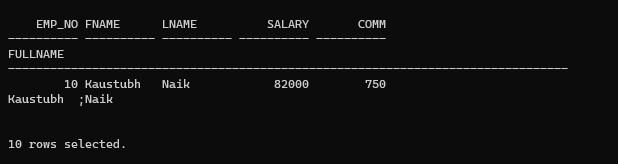 EMP_NO FNAME      LNAME          SALARY       COMM
---------- ---------- ---------- ---------- ----------
FULLNAME
--------------------------------------------------------------------------------
        10 Kaustubh   Naik            82000        750
Kaustubh  ;Naik
10 rows selected.